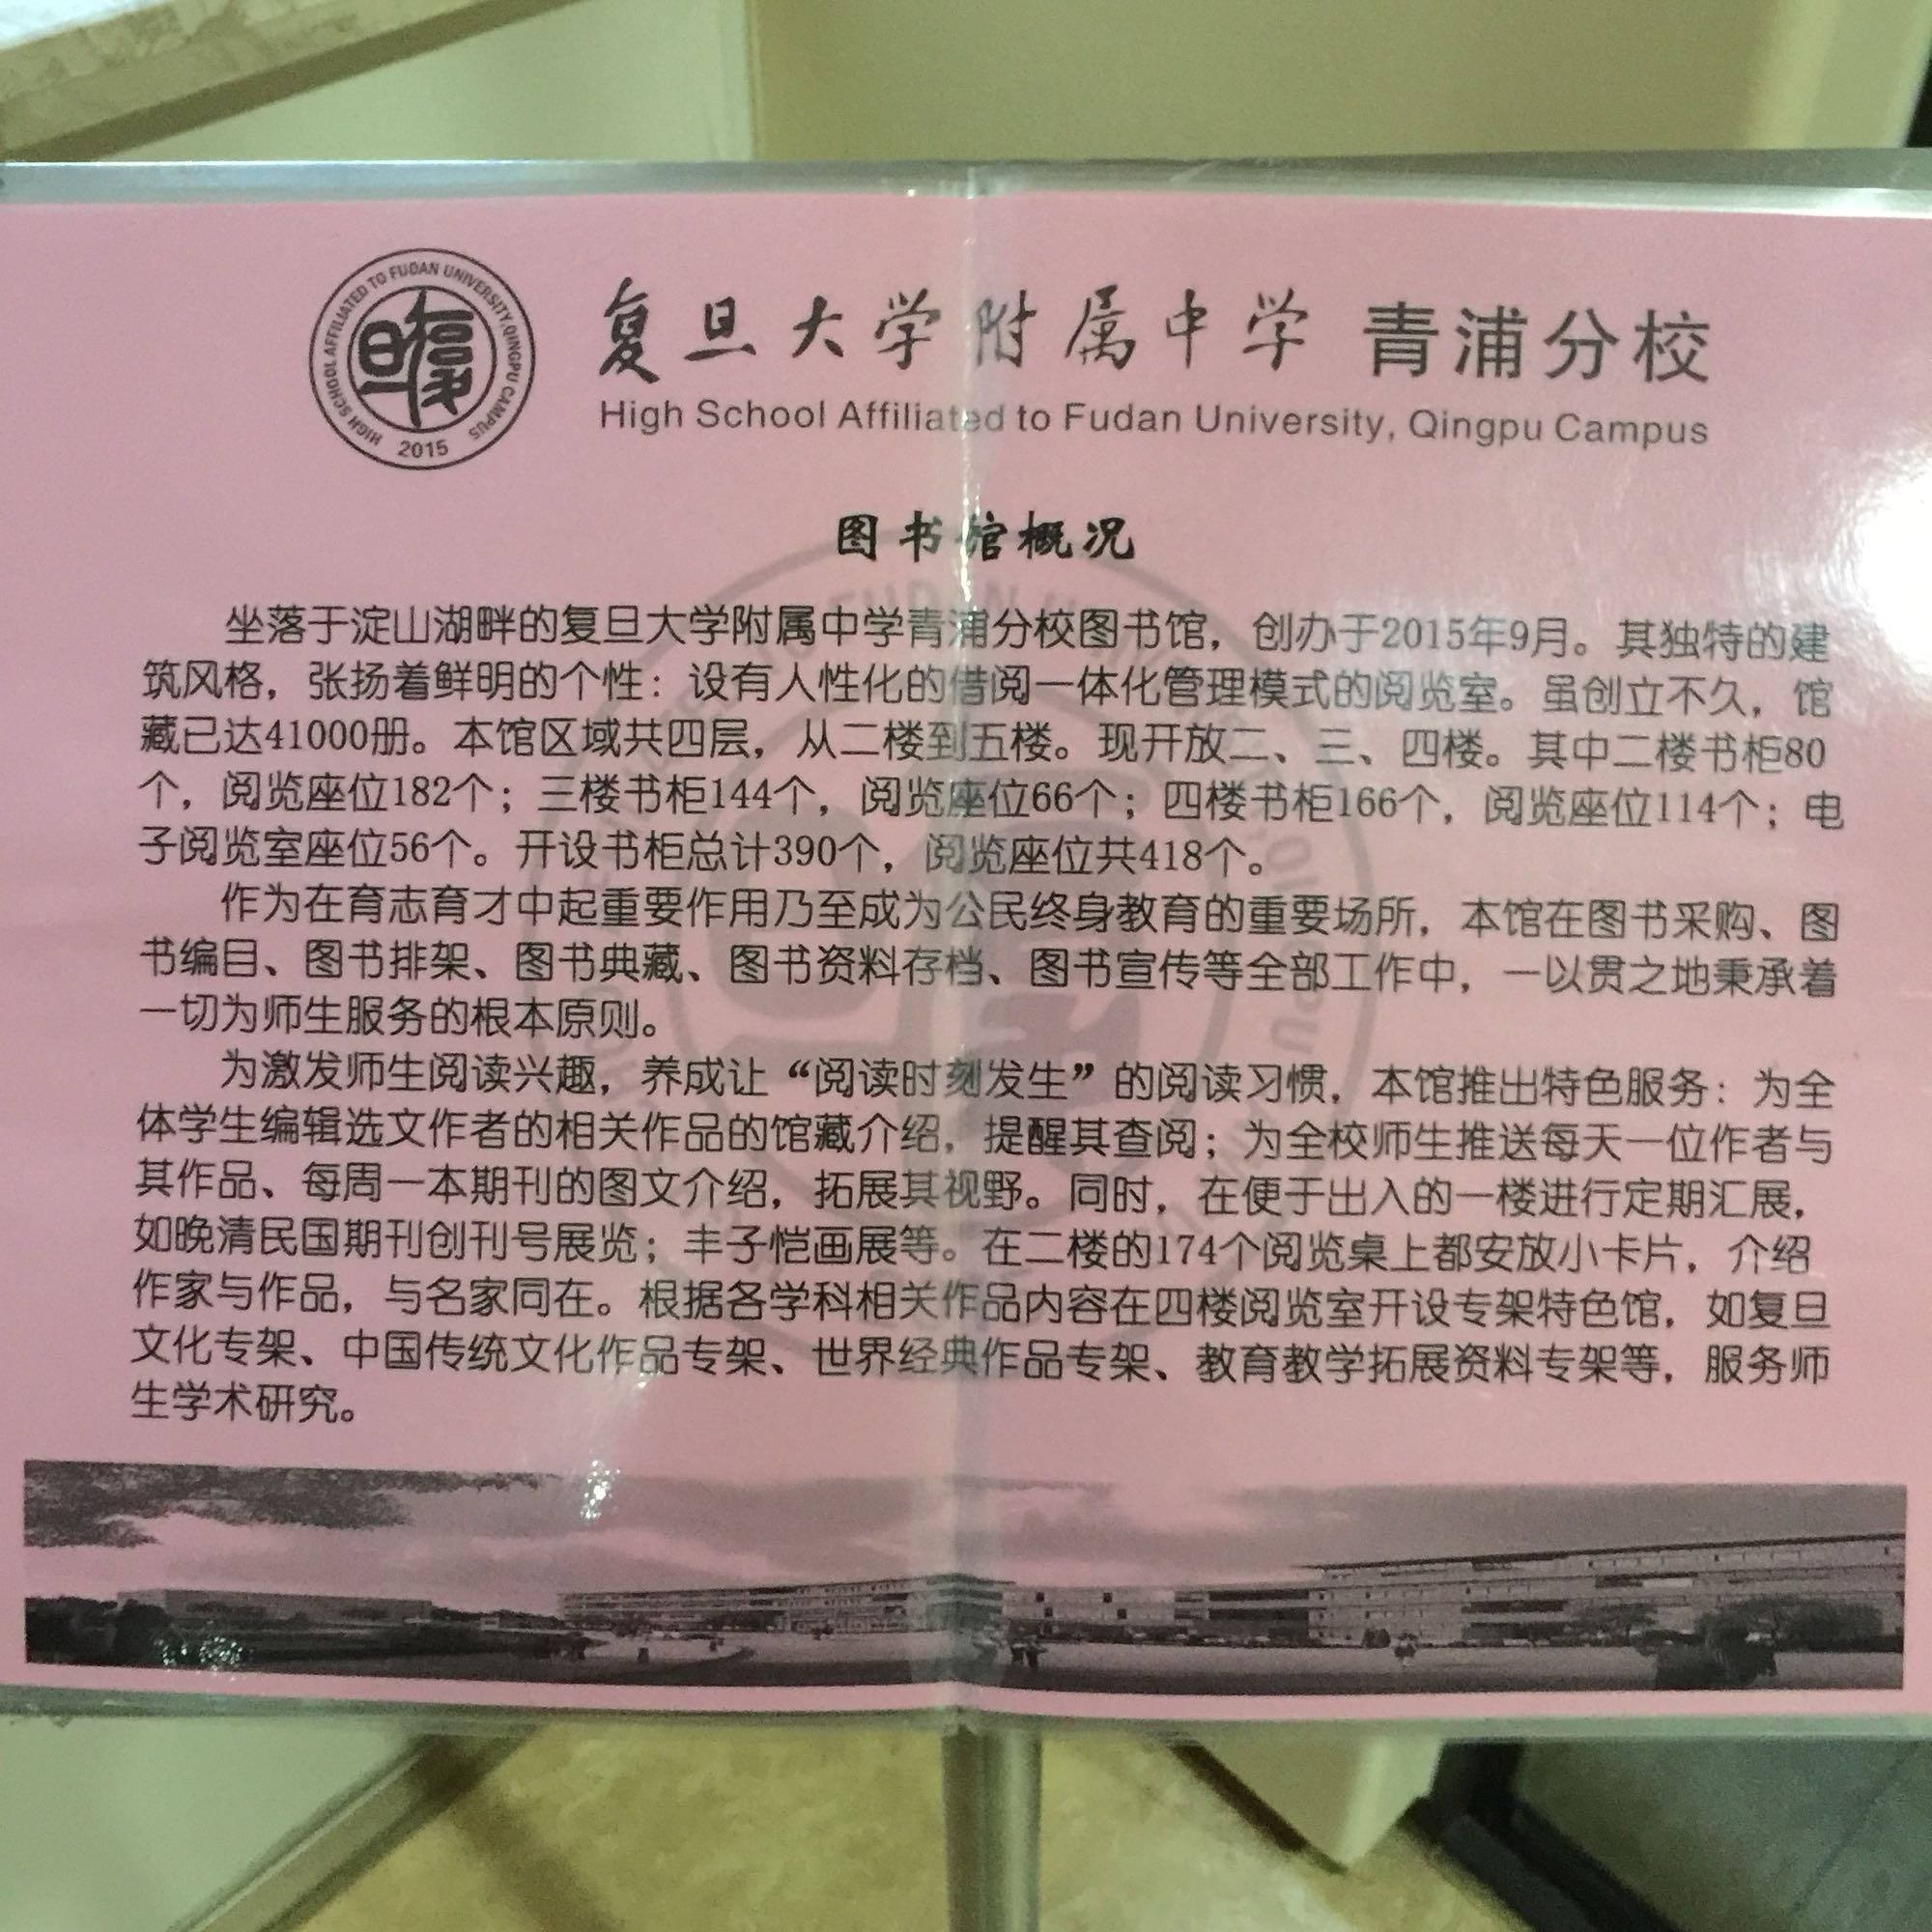 HIGH SCHOOL AFFILIATED TO FUDAN UNIVERSITY, QINGPU CAMPUS
2015
复旦大学附属中学 青浦分校
High School Affiliated to Fudan University, Qingpu Campus
图书馆概况
坐落于淀山湖畔的复旦大学附属中学青浦分校图书馆，创办于2015年9月。其独特的建
筑风格，张扬着鲜明的个性：设有人性化的借阅一体化管理模式的阅览室。虽创立不久，馆
藏已达41000册。本馆区域共四层，从二楼到五楼。现开放二、三、四楼。其中二楼书柜80
个，阅览座位182个；三楼书柜144个，阅览座位66个；四楼书柜166个，阅览座位114个；电
子阅览室座位56个。开设书柜总计390个，阅览座位共418个。
作为在育志育才中起重要作用乃至成为公民终身教育的重要场所，本馆在图书采购、图
书编目、图书排架、图书典藏、图书资料存档、图书宣传等全部工作中，一以贯之地秉承着
一切为师生服务的根本原则。
为激发师生阅读兴趣，养成让“阅读时刻发生”的阅读习惯，本馆推出特色服务：为全
体学生编辑选文作者的相关作品的馆藏介绍，提醒其查阅；为全校师生推送每天一位作者与
其作品、每周一本期刊的图文介绍，拓展其视野。同时，在便于出入的一楼进行定期汇展，
如晚清民国期刊创刊号展览；丰子恺画展等。在二楼的174个阅览桌上都安放小卡片，介绍
作家与作品，与名家同在。根据各学科相关作品内容在四楼阅览室开设专架特色馆，如复旦
文化专架、中国传统文化作品专架、世界经典作品专架、教育教学拓展资料专架等，服务师
生学术研究。